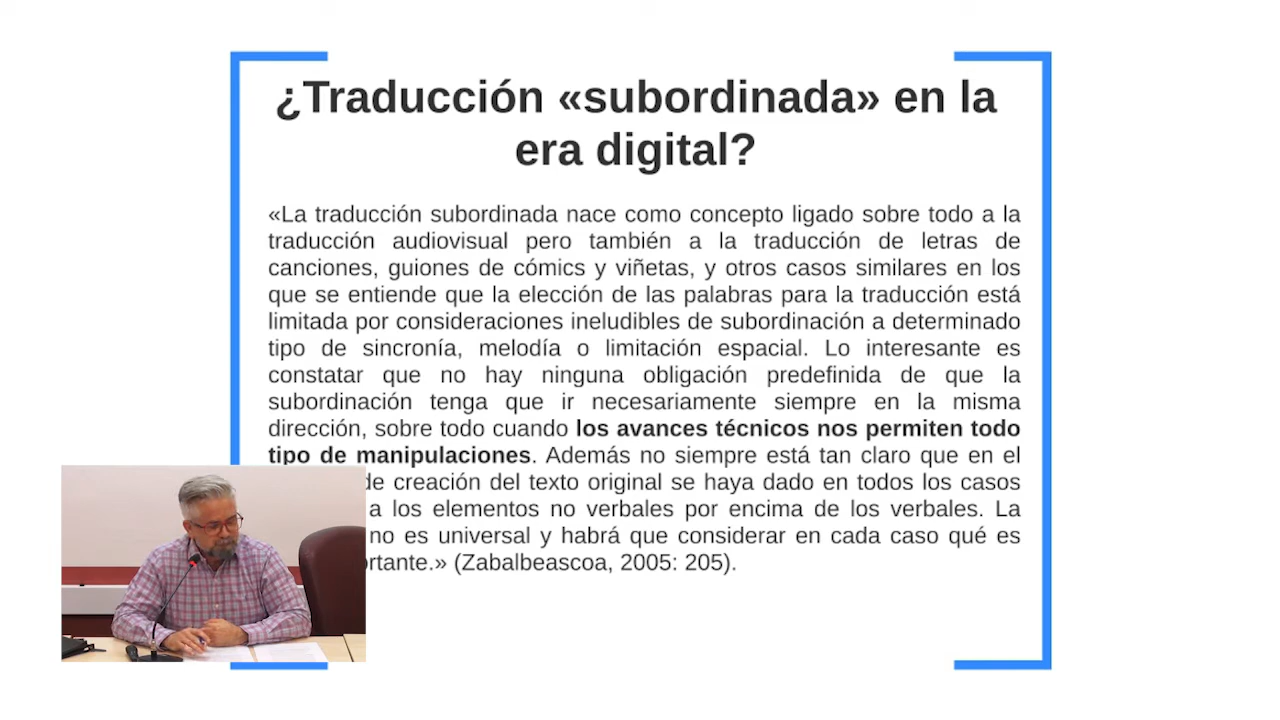 ¿Traducción «subordinada» en la
era digital?
«La traducción subordinada nace como concepto ligado sobre todo a la
traducción audiovisual pero también a la traducción de letras de
canciones, guiones de cómics y viñetas, y otros casos similares en los
que se entiende que la elección de las palabras para la traducción está
limitada por consideraciones ineludibles de subordinación a determinado
tipo de sincronía, melodía o limitación espacial. Lo interesante es
constatar que no hay ninguna obligación predefinida de que la
subordinación tenga que ir necesariamente siempre en la misma
dirección, sobre todo cuando los avances técnicos nos permiten todo
tipo de manipulaciones. Además no siempre está tan claro que en el
de creación del texto original se haya dado en todos los casos
a los elementos no verbales por encima de los verbales. La
no es universal y habrá que considerar en cada caso qué es
(Zabalbeascoa, 2005: 205).